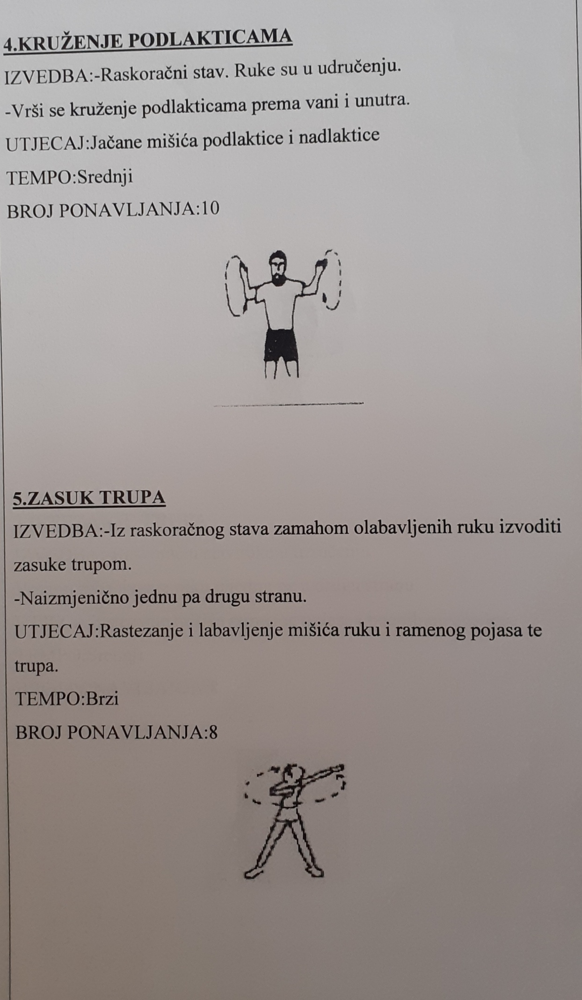 4.KRUŽENJE PODLAKTICAMA
IZVEDBA:-Raskoračni stav. Ruke su u udručenju.
-Vrši se kruženje podlakticama prema vani i unutra.
UTJECAJ:Jačane mišića podlaktice i nadlaktice
TEMPO:Srednji
BROJ PONAVLJANJA:10
5.ZASUK TRUPA
IZVEDBA:-Iz raskoračnog stava zamahom olabavljenih ruku izvoditi
zasuke trupom.
-Naizmjenično jednu pa drugu stranu.
UTJECAJ:Rastezanje i labavljenje mišića ruku i ramenog pojasa te
trupa.
TEMPO:Brzi
BROJ PONAVLJANJA:8